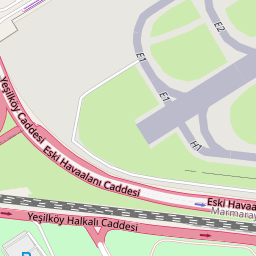 E2
E1
E1
H1
Yeşilköy Caddesi
Eski Havaalanı Caddesi
Eski Havaa
Marmaray
Yeşilköy Halkalı Caddesi
P